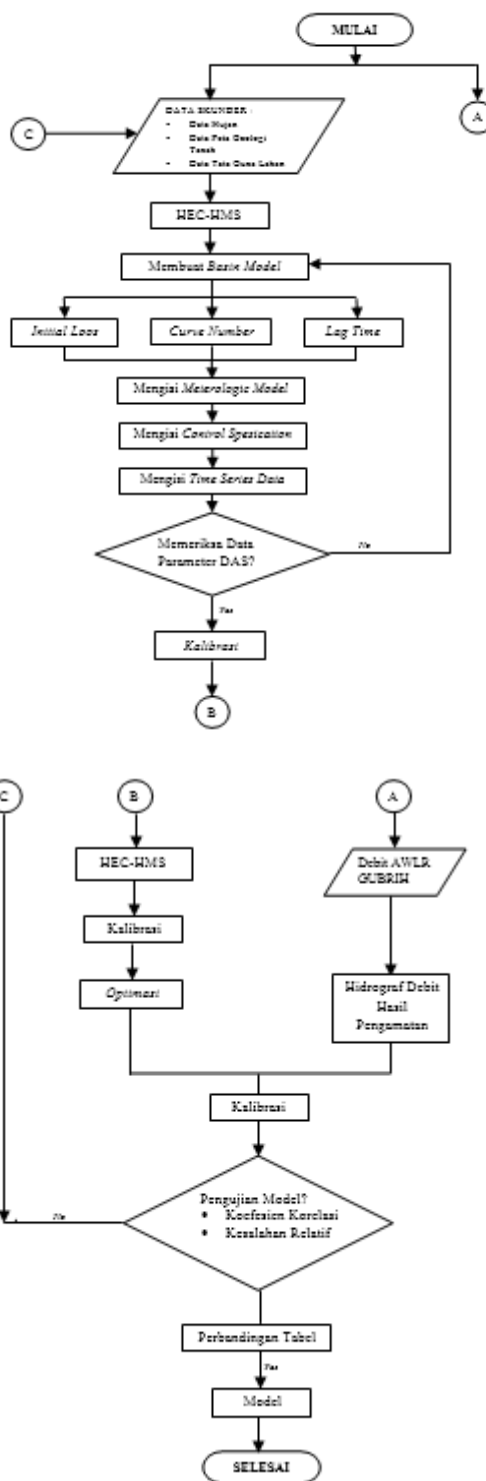 MULAI
A
C
DATA SKUNDER :
- Data Hujan
- Data Peta Geologi
Tanah
- Data Tata Guna Lahan
HEC-HMS
Membuat Basin Model
Initial Loss
Curve Number
Lag Time
Mengisi Meterologic Model
Mengisi Control Spesication
Mengisi Time Series Data
Memeriksa Data
Parameter DAS?
No
Yes
Kalibrasi
B
C
B
A
HEC-HMS
Debit AWLR
GUBRIH
Kalibrasi
Optimasi
Hidrograf Debit
Hasil
Pengamatan
Kalibrasi
Pengujian Model?
• Koefesien Korelasi
• Kesalahan Relatif
No
Perbandingan Tabel
Yes
Model
SELESAI